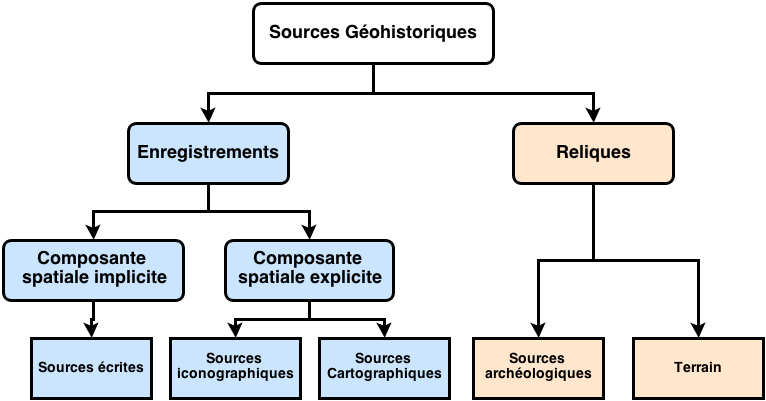 Sources Géohistoriques
Enregistrements
Reliques
Composante
spatiale implicite
Composante
spatiale explicite
Sources écrites
Sources
iconographiques
Sources
Cartographiques
Sources
archéologiques
Terrain